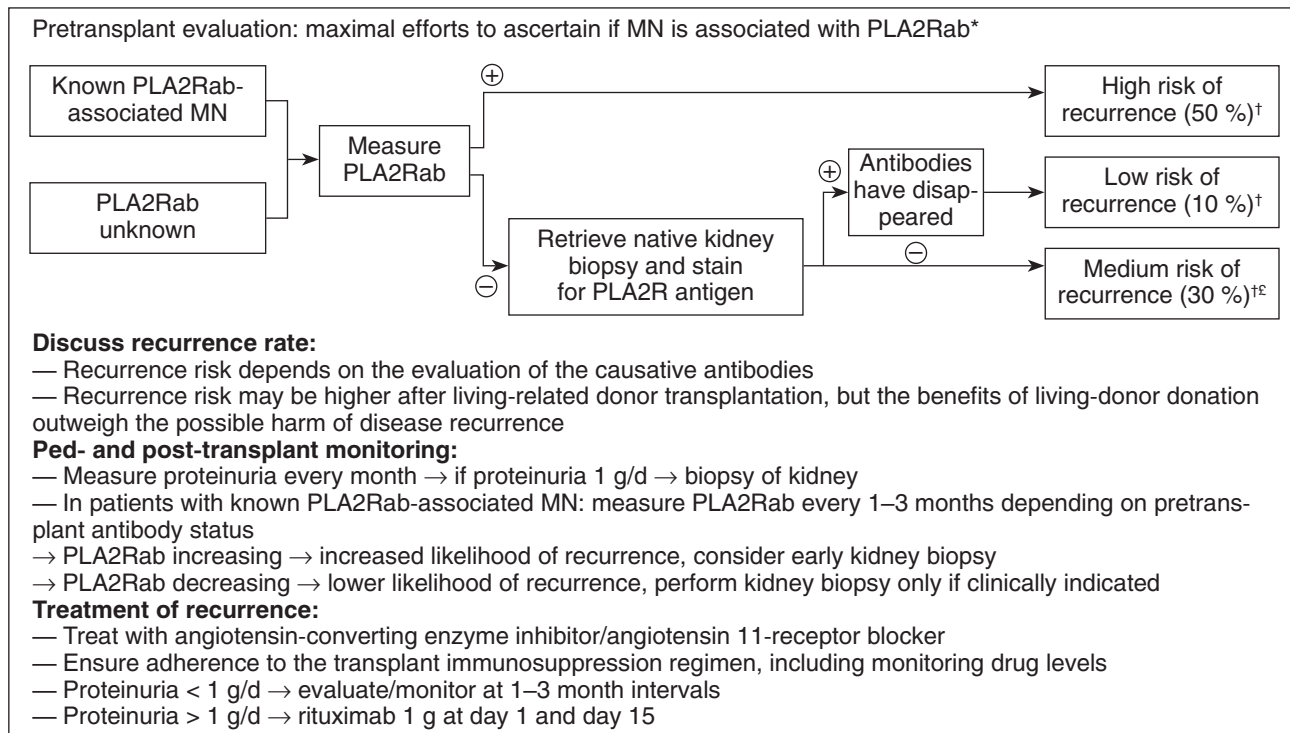 Pretransplant evaluation: maximal efforts to ascertain if MN is associated with PLA2Rab*
Known PLA2Rab-
associated MN
PLA2Rab
unknown
Measure
PLA2Rab
+
−
Retrieve native kidney
biopsy and stain
for PLA2R antigen
+
−
Antibodies
have disap-
peared
High risk of
recurrence (50 %)†
Low risk of
recurrence (10 %)†
Medium risk of
recurrence (30 %)†£
Discuss recurrence rate:
— Recurrence risk depends on the evaluation of the causative antibodies
— Recurrence risk may be higher after living-related donor transplantation, but the benefits of living-donor donation
outweigh the possible harm of disease recurrence
Ped- and post-transplant monitoring:
— Measure proteinuria every month → if proteinuria 1 g/d → biopsy of kidney
— In patients with known PLA2Rab-associated MN: measure PLA2Rab every 1–3 months depending on pretrans-
plant antibody status
→ PLA2Rab increasing → increased likelihood of recurrence, consider early kidney biopsy
→ PLA2Rab decreasing → lower likelihood of recurrence, perform kidney biopsy only if clinically indicated
Treatment of recurrence:
— Treat with angiotensin-converting enzyme inhibitor/angiotensin 11-receptor blocker
— Ensure adherence to the transplant immunosuppression regimen, including monitoring drug levels
— Proteinuria < 1 g/d → evaluate/monitor at 1–3 month intervals
— Proteinuria > 1 g/d → rituximab 1 g at day 1 and day 15